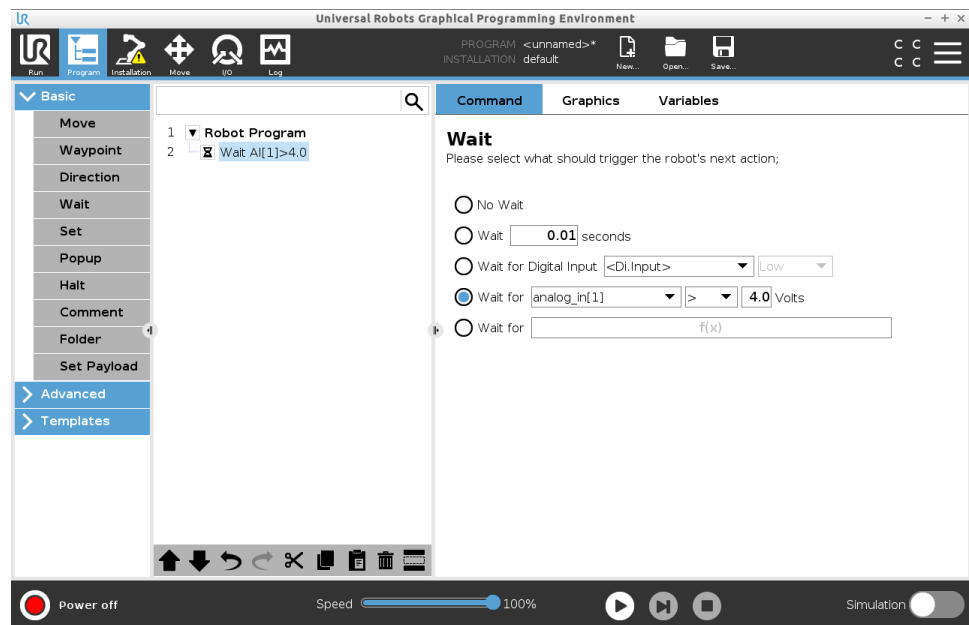 Universal Robots Graphical Programming Environment
Run
Program
Installation
Move
I/O
Log
PROGRAM <unnamed>*
INSTALLATION default
New...
Open...
Save...
C C
C C
Basic
Move
Waypoint
Direction
Wait
Set
Popup
Halt
Comment
Folder
Set Payload
Advanced
Templates
1 Robot Program
2 Wait AI[1]>4.0
Command Graphics Variables
Wait
Please select what should trigger the robot's next action;
No Wait
Wait 0.01 seconds
Wait for Digital Input <Di.Input> Low
Wait for analog_in[1] > 4.0 Volts
Wait for f(x)
Power off
Speed 100%
Simulation